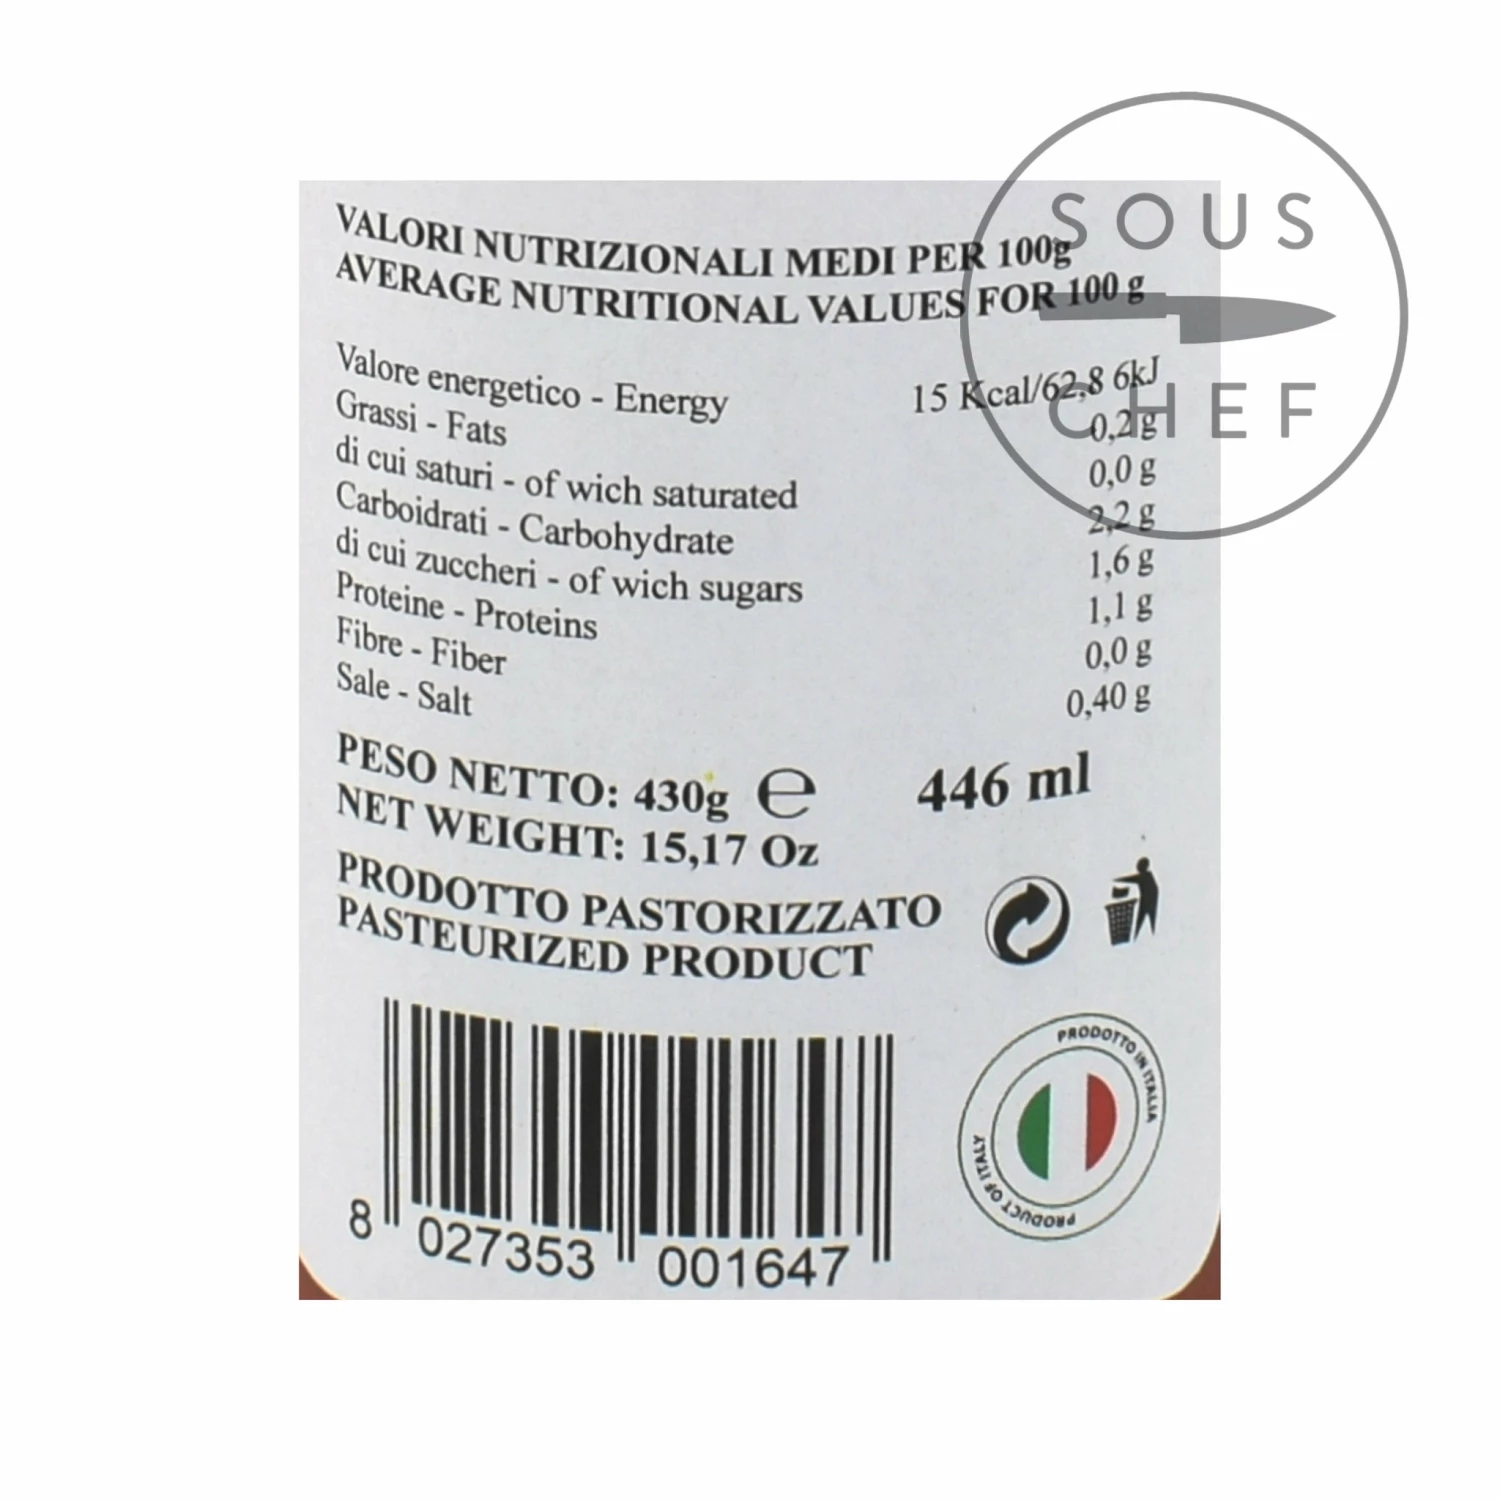 SOUS
CHEF
VALORI NUTRIZIONALI MEDI PER 100g
AVERAGE NUTRITIONAL VALUES FOR 100 g
Valore energetico - Energy 15 Kcal/62,8 6kJ
Grassi - Fats 0,2 g
di cui saturi - of wich saturated 0,0 g
Carboidrati - Carbohydrate 2,2 g
di cui zuccheri - of wich sugars 1,6 g
Proteine - Proteins 1,1 g
Fibre - Fiber 0,0 g
Sale - Salt 0,40 g
PESO NETTO: 430g ℮ 446 ml
NET WEIGHT: 15,17 Oz
PRODOTTO PASTORIZZATO
PASTEURIZED PRODUCT
PRODOTTO IN ITALIA
PRODUCT OF ITALY
8 027353 001647